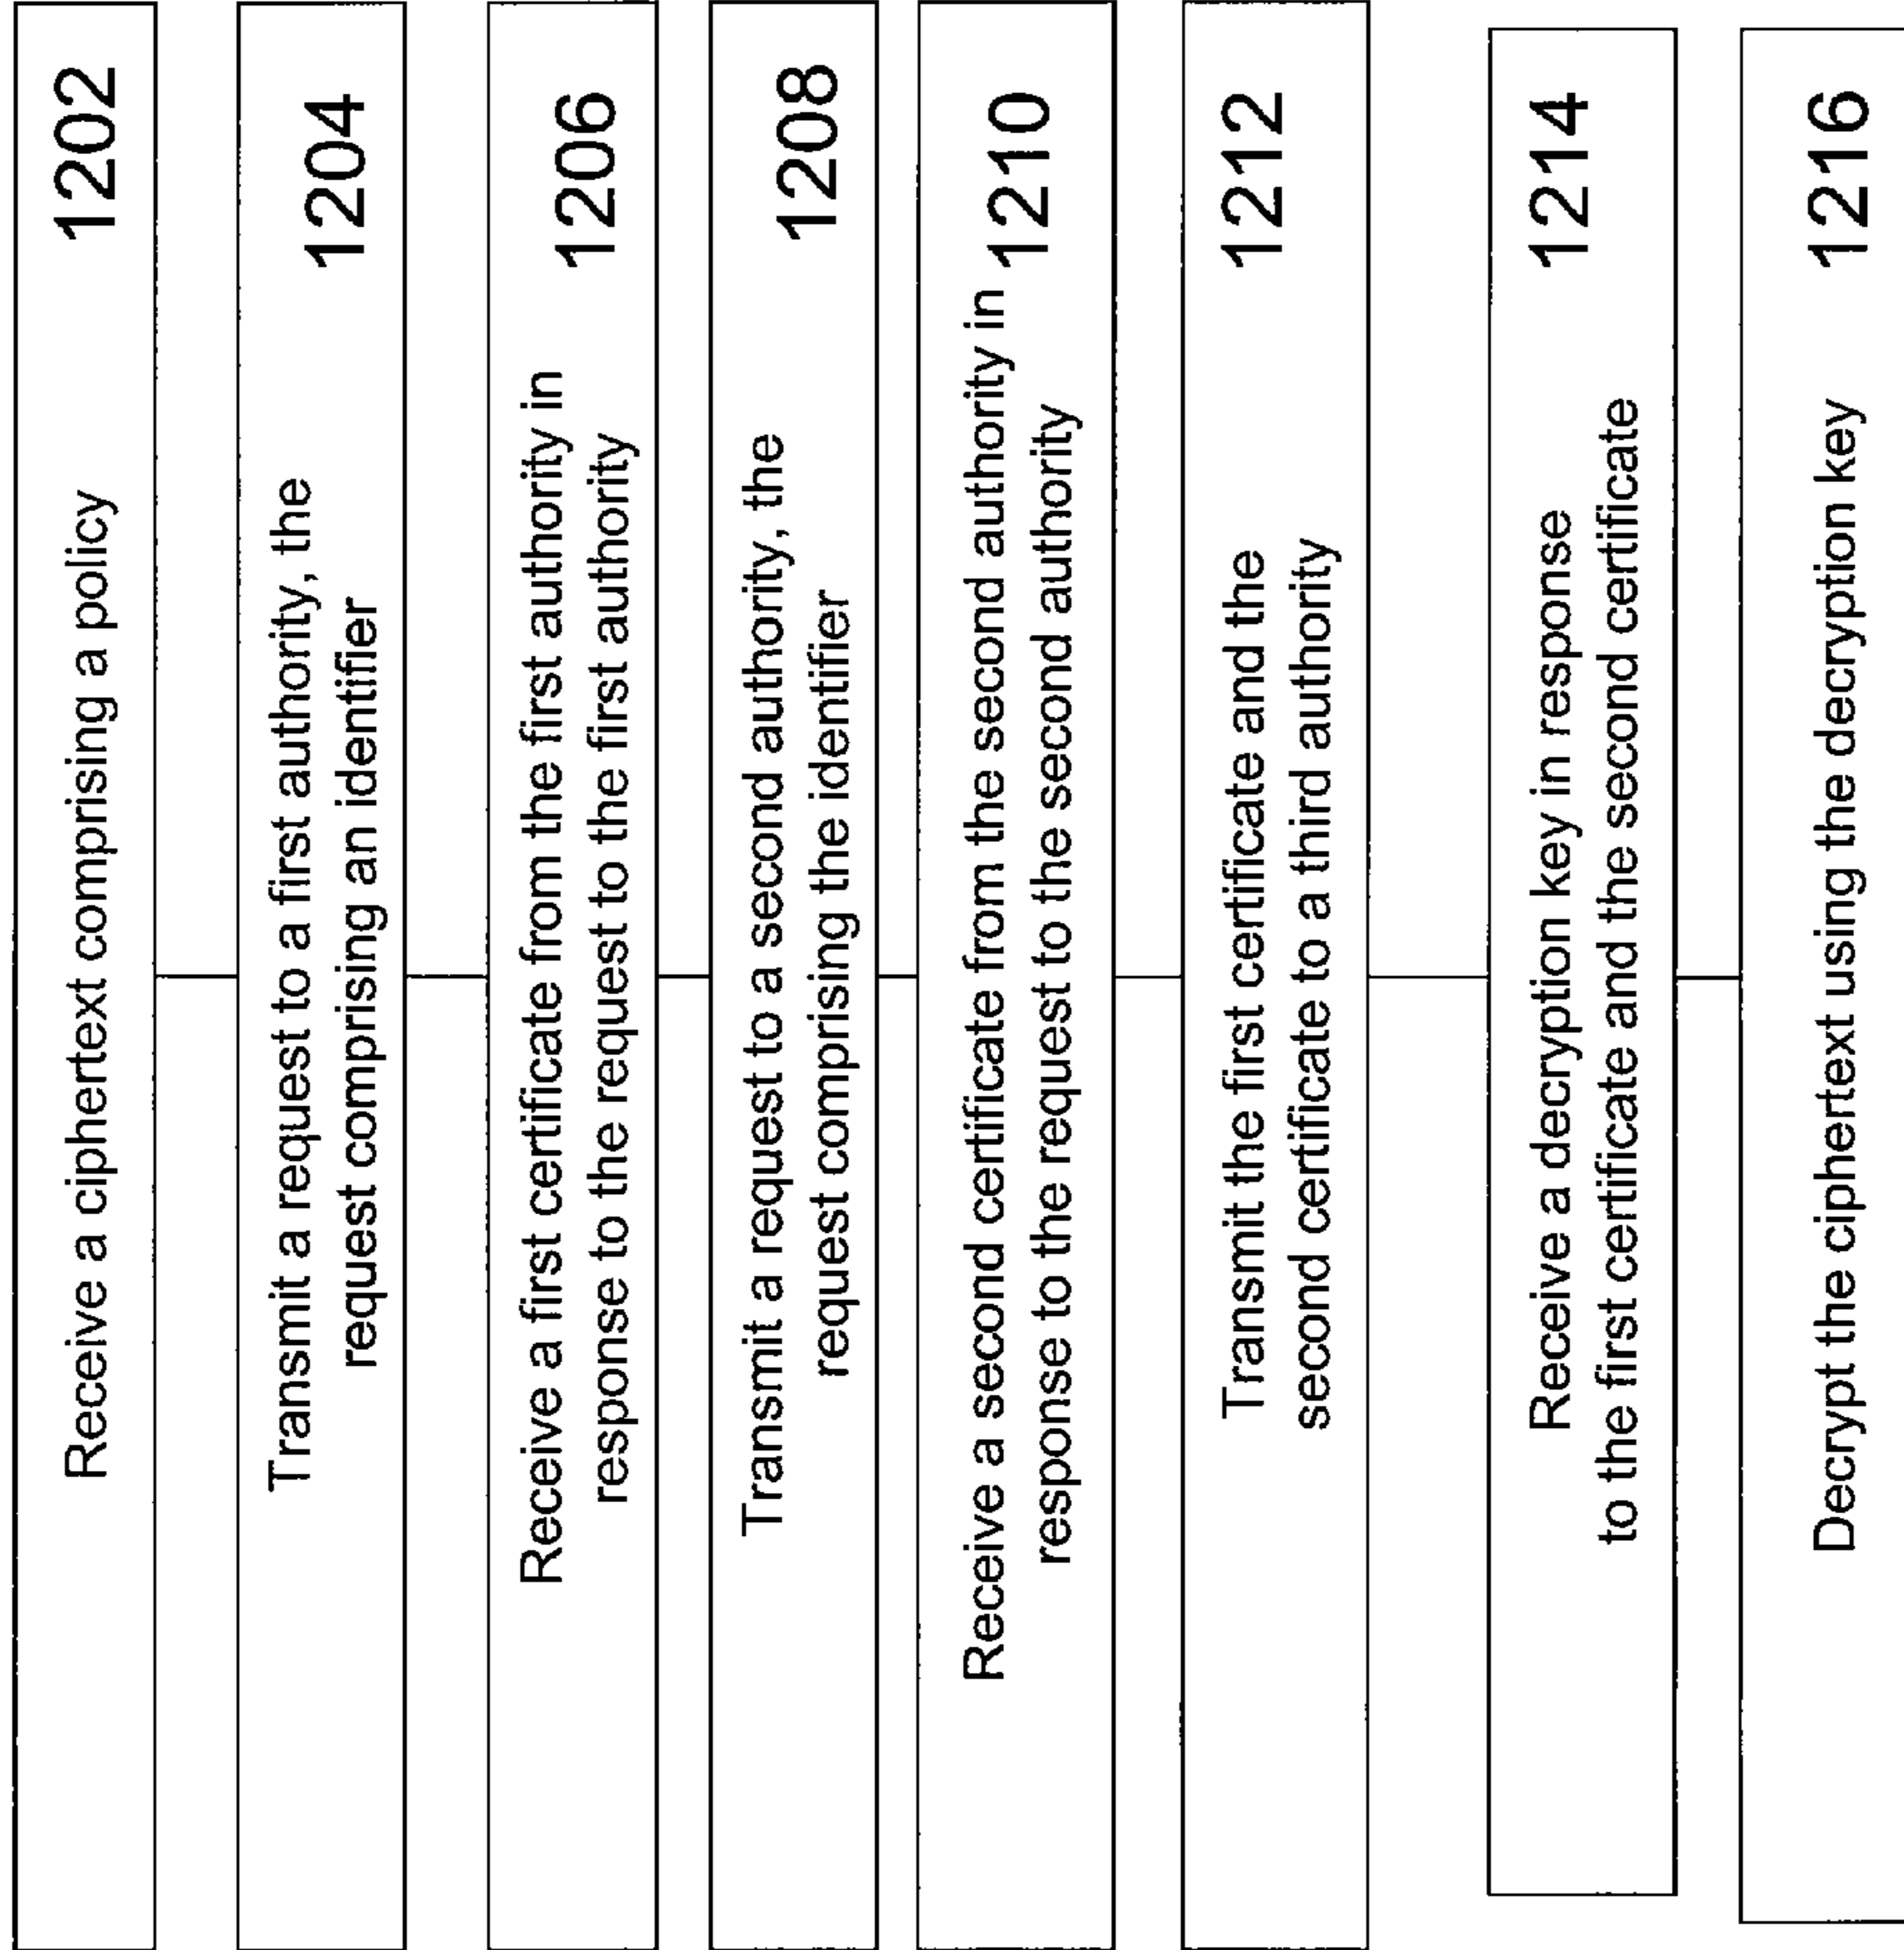 Receive a ciphertext comprising a policy 1202
Transmit a request to a first authority, the
request comprising an identifier 1204
Receive a first certificate from the first authority in
response to the request to the first authority 1206
Transmit a request to a second authority, the
request comprising the identifier 1208
Receive a second certificate from the second authority in
response to the request to the second authority 1210
Transmit the first certificate and the
second certificate to a third authority 1212
Receive a decryption key in response
to the first certificate and the second certificate 1214
Decrypt the ciphertext using the decryption key 1216